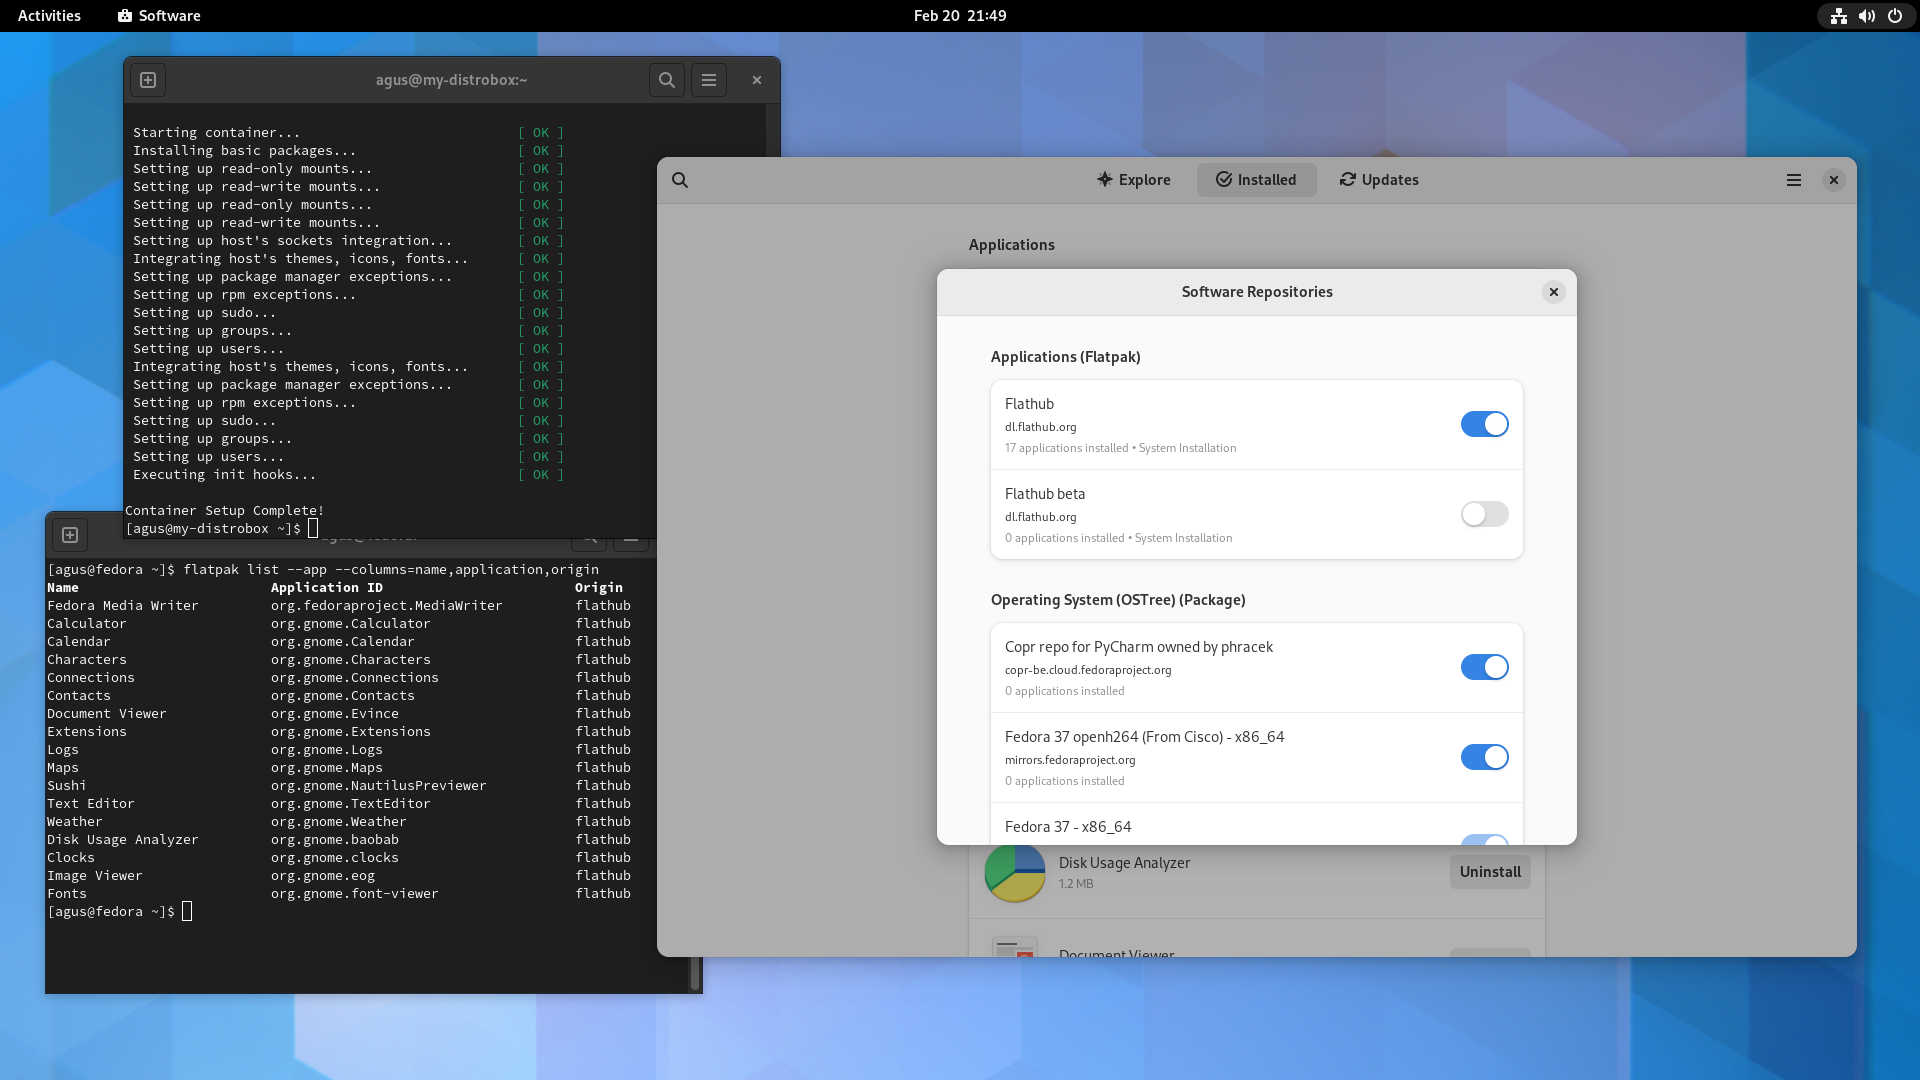 Activities
Software
Feb 20 21:49
agus@my-distrobox:~
Starting container... [ OK ]
Installing basic packages... [ OK ]
Setting up read-only mounts... [ OK ]
Setting up read-write mounts... [ OK ]
Setting up read-only mounts... [ OK ]
Setting up read-write mounts... [ OK ]
Setting up host's sockets integration... [ OK ]
Integrating host's themes, icons, fonts... [ OK ]
Setting up package manager exceptions... [ OK ]
Setting up rpm exceptions... [ OK ]
Setting up sudo... [ OK ]
Setting up groups... [ OK ]
Setting up users... [ OK ]
Integrating host's themes, icons, fonts... [ OK ]
Setting up package manager exceptions... [ OK ]
Setting up rpm exceptions... [ OK ]
Setting up sudo... [ OK ]
Setting up groups... [ OK ]
Setting up users... [ OK ]
Executing init hooks... [ OK ]
Container Setup Complete!
[agus@my-distrobox ~]$
[agus@fedora ~]$ flatpak list --app --columns=name,application,origin
Name Application ID Origin
Fedora Media Writer org.fedoraproject.MediaWriter flathub
Calculator org.gnome.Calculator flathub
Calendar org.gnome.Calendar flathub
Characters org.gnome.Characters flathub
Connections org.gnome.Connections flathub
Contacts org.gnome.Contacts flathub
Document Viewer org.gnome.Evince flathub
Extensions org.gnome.Extensions flathub
Logs org.gnome.Logs flathub
Maps org.gnome.Maps flathub
Sushi org.gnome.NautilusPreviewer flathub
Text Editor org.gnome.TextEditor flathub
Weather org.gnome.Weather flathub
Disk Usage Analyzer org.gnome.baobab flathub
Clocks org.gnome.clocks flathub
Image Viewer org.gnome.eog flathub
Fonts org.gnome.font-viewer flathub
[agus@fedora ~]$
Explore
Installed
Updates
Applications
Software Repositories
Applications (Flatpak)
Flathub
dl.flathub.org
17 applications installed • System Installation
Flathub beta
dl.flathub.org
0 applications installed • System Installation
Operating System (OSTree) (Package)
Copr repo for PyCharm owned by phracek
copr-be.cloud.fedoraproject.org
0 applications installed
Fedora 37 openh264 (From Cisco) - x86_64
mirrors.fedoraproject.org
0 applications installed
Fedora 37 - x86_64
Disk Usage Analyzer
1.2 MB
Uninstall
Document Viewer